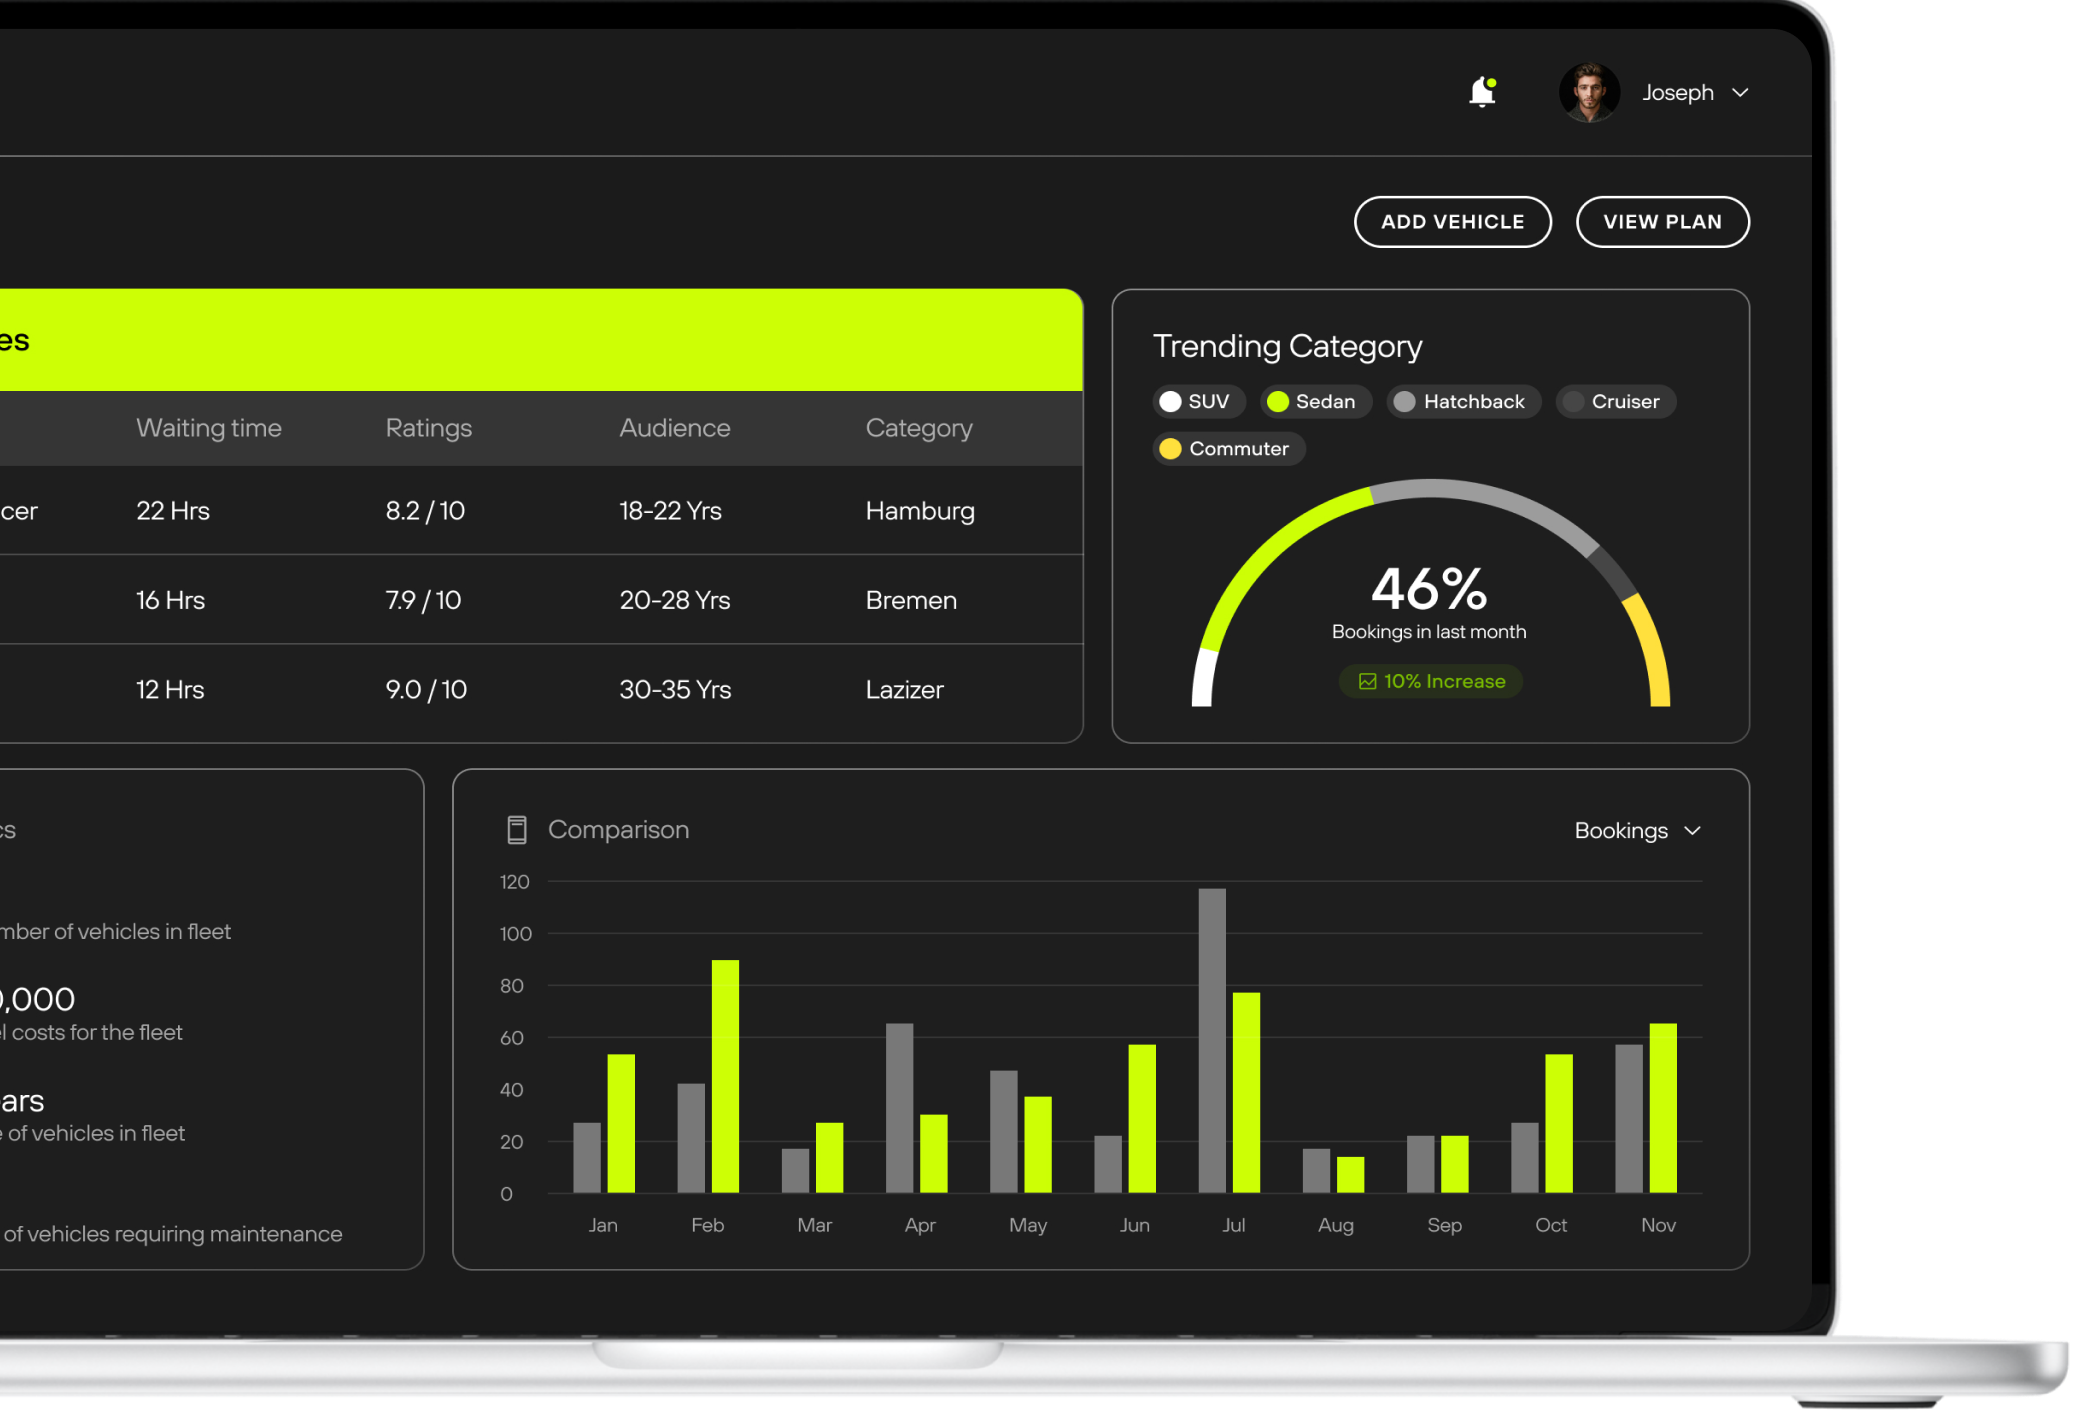 Joseph
ADD VEHICLE
VIEW PLAN
es
Waiting time Ratings Audience Category
cer 22 Hrs 8.2 / 10 18-22 Yrs Hamburg
16 Hrs 7.9 / 10 20-28 Yrs Bremen
12 Hrs 9.0 / 10 30-35 Yrs Lazizer
Trending Category
SUV Sedan Hatchback Cruiser
Commuter
46%
Bookings in last month
10% Increase
cs
mber of vehicles in fleet
0,000
el costs for the fleet
ars
e of vehicles in fleet
of vehicles requiring maintenance
Comparison
Bookings
120
100
80
60
40
20
0
Jan Feb Mar Apr May Jun Jul Aug Sep Oct Nov